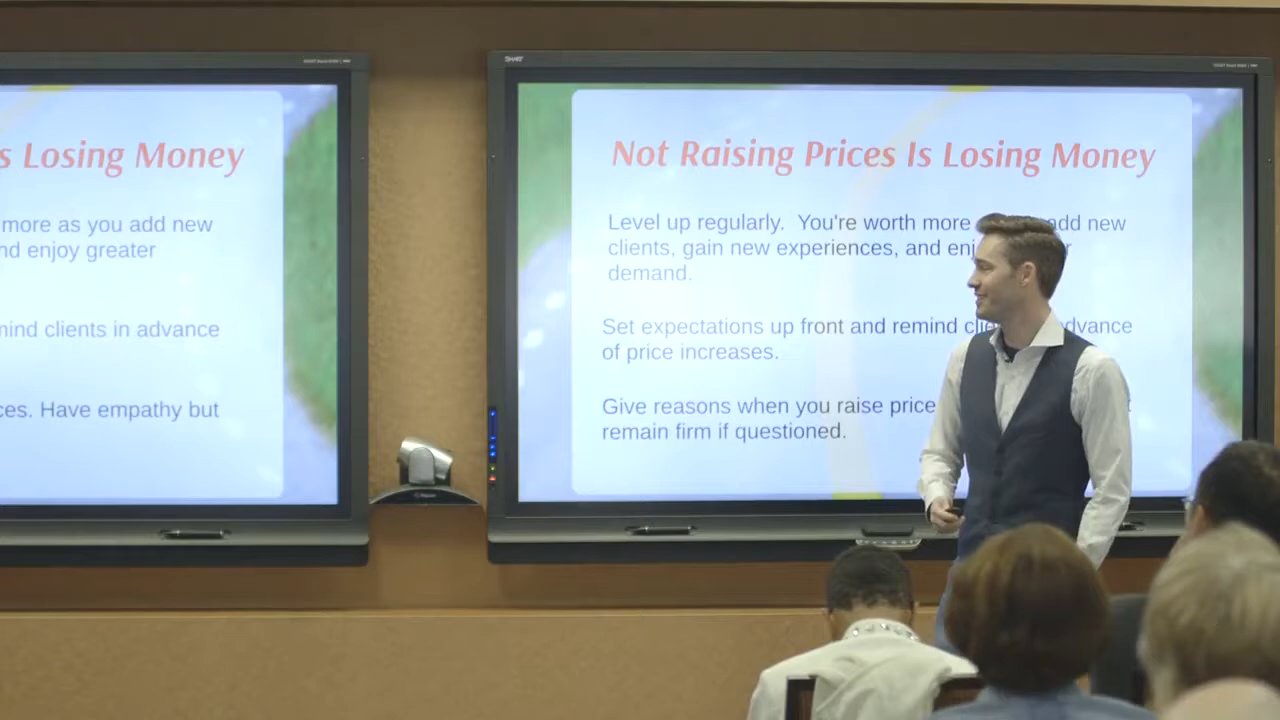 s Losing Money
more as you add new
nd enjoy greater
mind clients in advance
ces. Have empathy but
SMART
Not Raising Prices Is Losing Money
Level up regularly. You're worth more add new
clients, gain new experiences, and enj r
demand.
Set expectations up front and remind clie dvance
of price increases.
Give reasons when you raise price
remain firm if questioned.